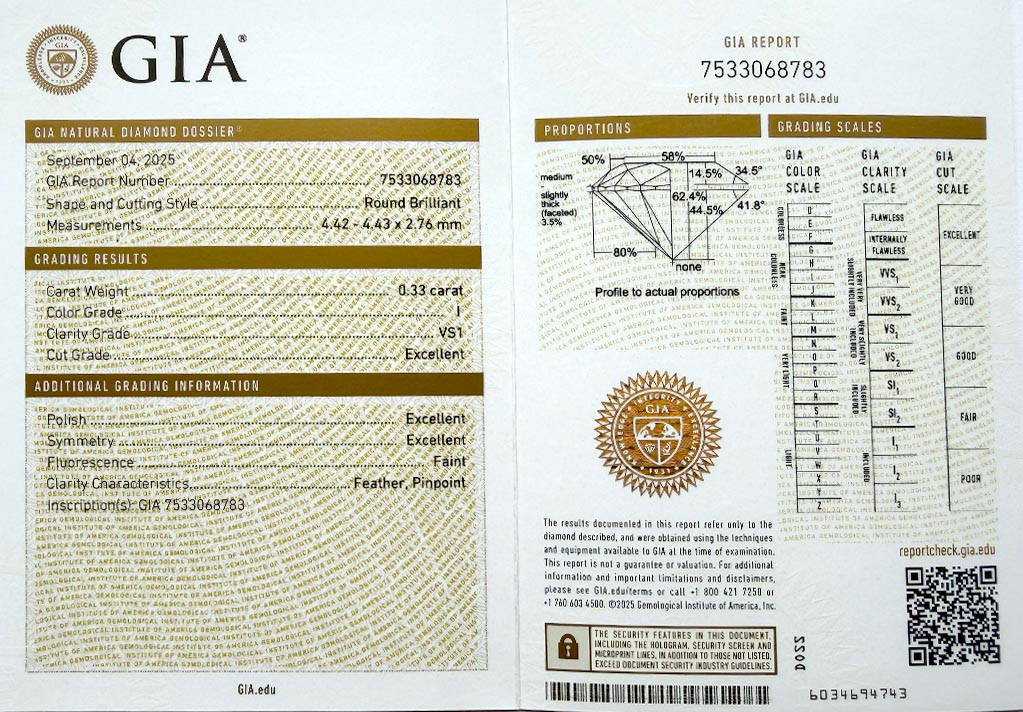 GIA®
GIA NATURAL DIAMOND DOSSIER®
September 04, 2025
GIA Report Number 7533068783
Shape and Cutting Style Round Brilliant
Measurements 4.42 - 4.43 x 2.76 mm
GRADING RESULTS
Carat Weight 0.33 carat
Color Grade I
Clarity Grade VS1
Cut Grade Excellent
ADDITIONAL GRADING INFORMATION
Polish Excellent
Symmetry Excellent
Fluorescence Faint
Clarity Characteristics Feather, Pinpoint
Inscription(s): GIA 7533068783
GIA.edu
GIA REPORT
7533068783
Verify this report at GIA.edu
PROPORTIONS
50%
58%
14.5%
34.5°
medium
slightly
thick
(faceted)
3.5%
62.4%
44.5%
41.8°
80%
none
Profile to actual proportions
GIA
INTEGRITY
1931
The results documented in this report refer only to the
diamond described, and were obtained using the techniques
and equipment available to GIA at the time of examination.
This report is not a guarantee or valuation. For additional
information and important limitations and disclaimers,
please see GIA.edu/terms or call +1 800 421 7250 or
+1 760 603 4500. ©2025 Gemological Institute of America, Inc.
THE SECURITY FEATURES IN THIS DOCUMENT,
INCLUDING THE HOLOGRAM, SECURITY SCREEN AND
MICROPRINT LINES, IN ADDITION TO THOSE NOT LISTED,
EXCEED DOCUMENT SECURITY INDUSTRY GUIDELINES.
GRADING SCALES
GIA
COLOR
SCALE
COLORLESS
D
E
F
NEAR COLORLESS
G
H
I
J
FAINT
K
L
M
VERY LIGHT
N
O
P
Q
R
LIGHT
S
T
U
V
W
X
Y
Z
GIA
CLARITY
SCALE
FLAWLESS
INTERNALLY
FLAWLESS
VERY VERY
SLIGHTLY INCLUDED
VVS1
VVS2
VERY SLIGHTLY
INCLUDED
VS1
VS2
SLIGHTLY
INCLUDED
SI1
SI2
INCLUDED
I1
I2
I3
GIA
CUT
SCALE
EXCELLENT
VERY
GOOD
GOOD
FAIR
POOR
reportcheck.gia.edu
D022
6034694743